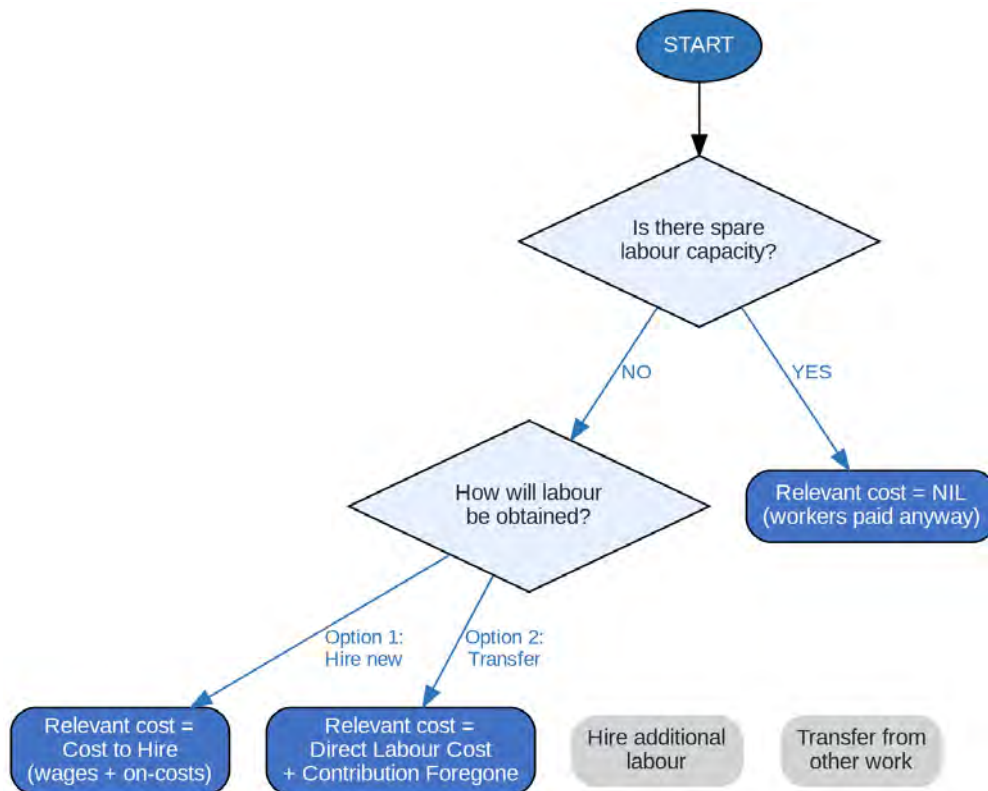 START
Is there spare
labour capacity?
NO
YES
How will labour
be obtained?
Relevant cost = NIL
(workers paid anyway)
Option 1:
Hire new
Option 2:
Transfer
Relevant cost =
Cost to Hire
(wages + on-costs)
Relevant cost =
Direct Labour Cost
+ Contribution Foregone
Hire additional
labour
Transfer from
other work